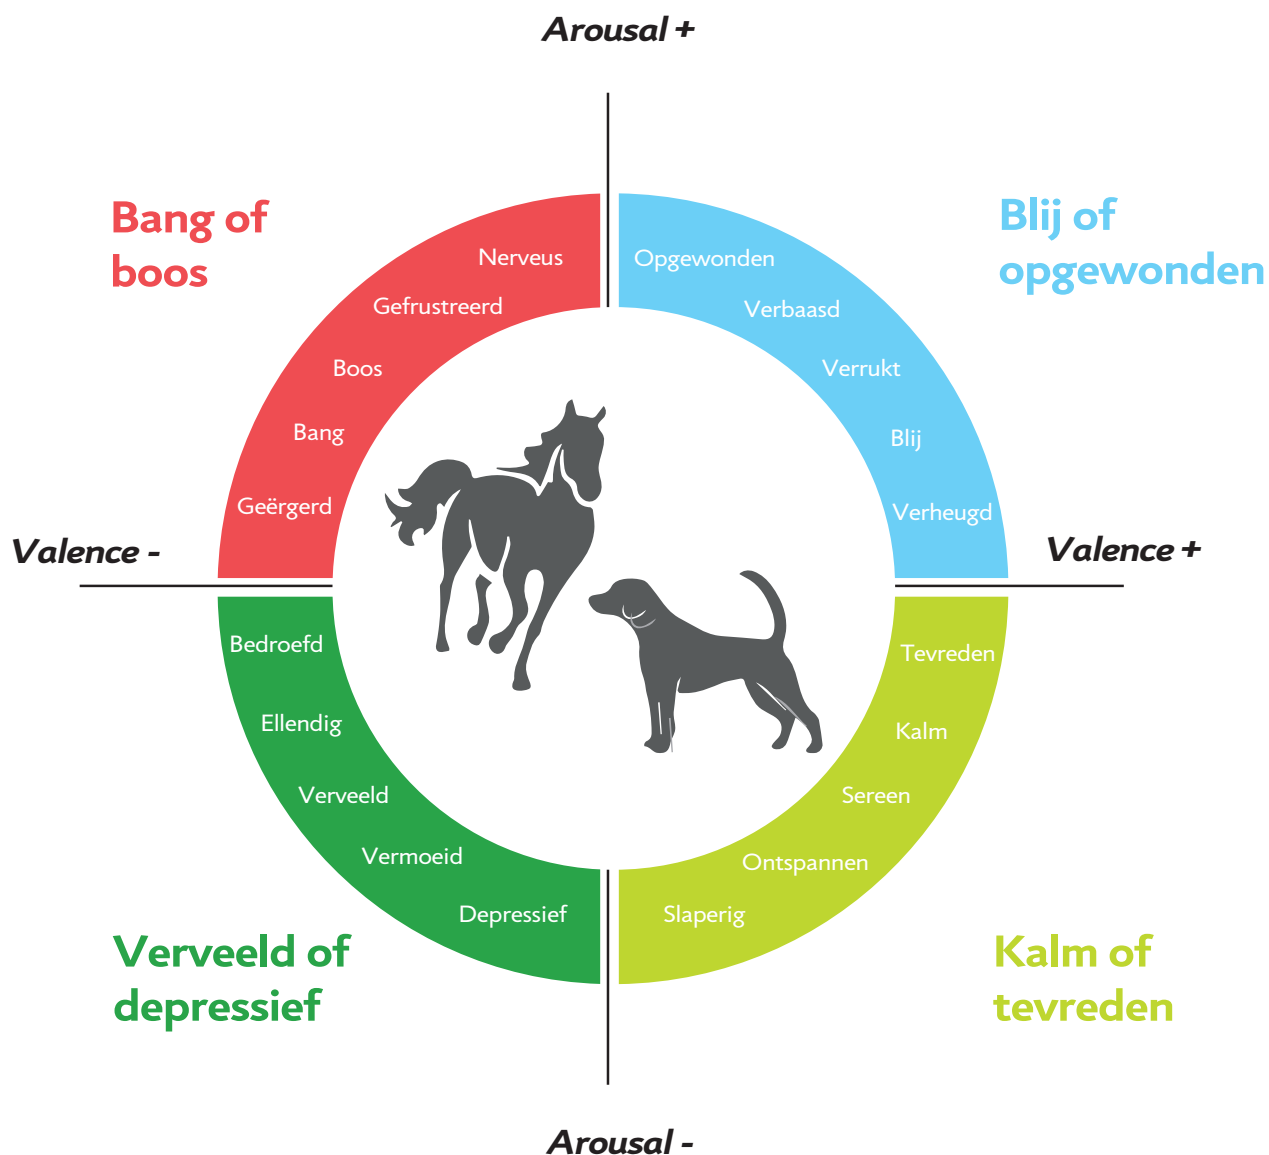 Arousal +
Bang of
boos
Blij of
opgewonden
Nerveus
Gefrustreerd
Boos
Bang
Geërgerd
Opgewonden
Verbaasd
Verrukt
Blij
Verheugd
Valence -
Valence +
Bedroefd
Ellendig
Verveeld
Vermoeid
Depressief
Tevreden
Kalm
Sereen
Ontspannen
Slaperig
Verveeld of
depressief
Kalm of
tevreden
Arousal -